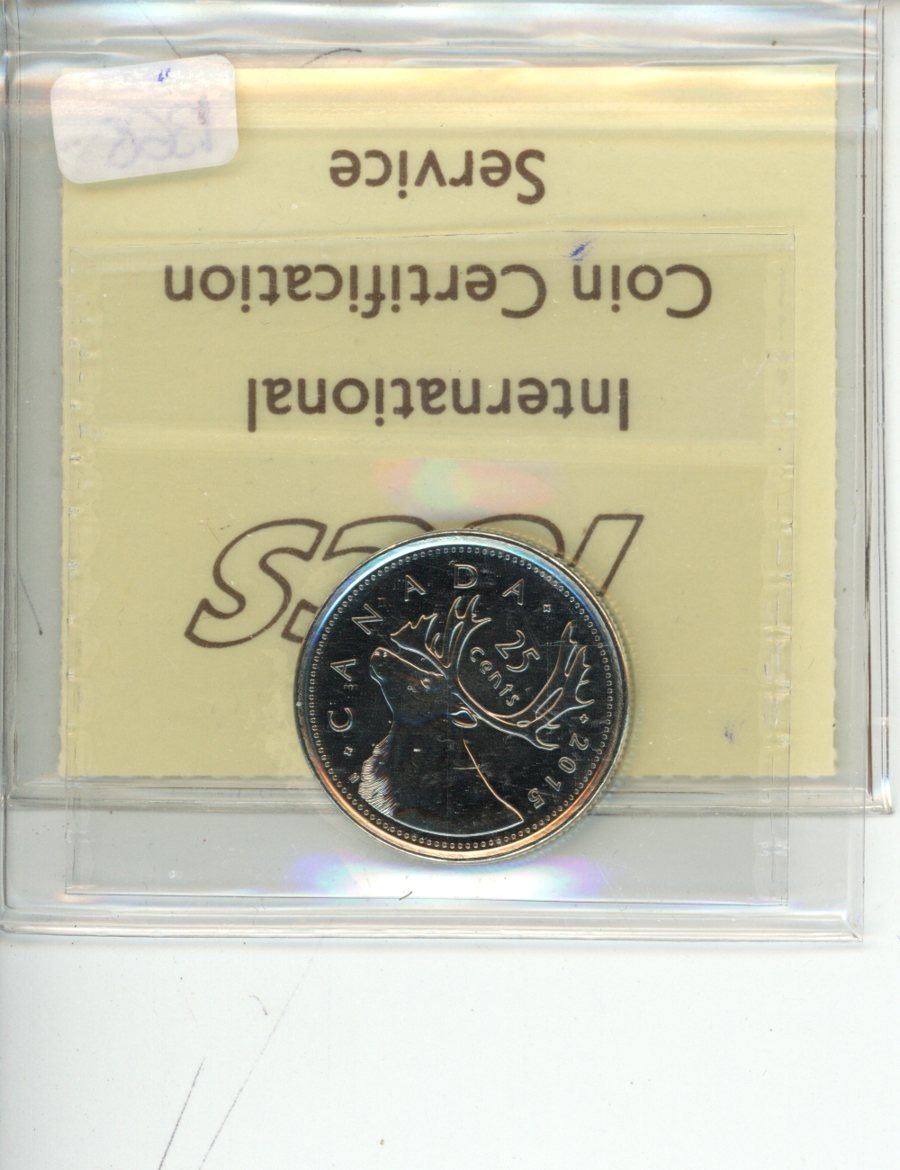 ICCS
International
Coin Certification
Service
CANADA
25
cents
2015